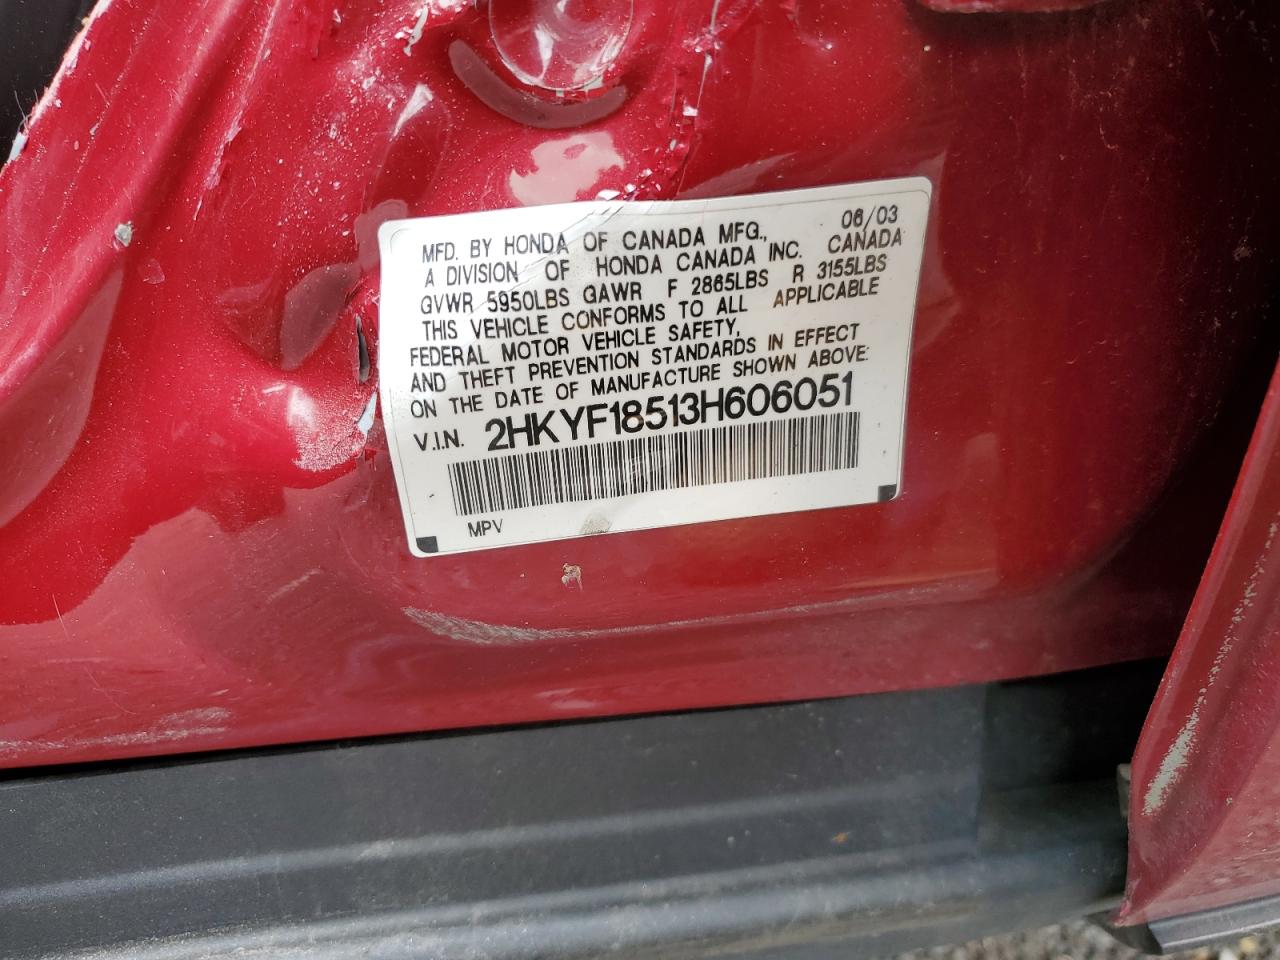 MFD. BY HONDA OF CANADA MFG., 06/03
A DIVISION OF HONDA CANADA INC. CANADA
GVWR 5950LBS GAWR F 2865LBS R 3155LBS
THIS VEHICLE CONFORMS TO ALL APPLICABLE
FEDERAL MOTOR VEHICLE SAFETY,
AND THEFT PREVENTION STANDARDS IN EFFECT
ON THE DATE OF MANUFACTURE SHOWN ABOVE:
V.I.N. 2HKYF18513H606051
MPV